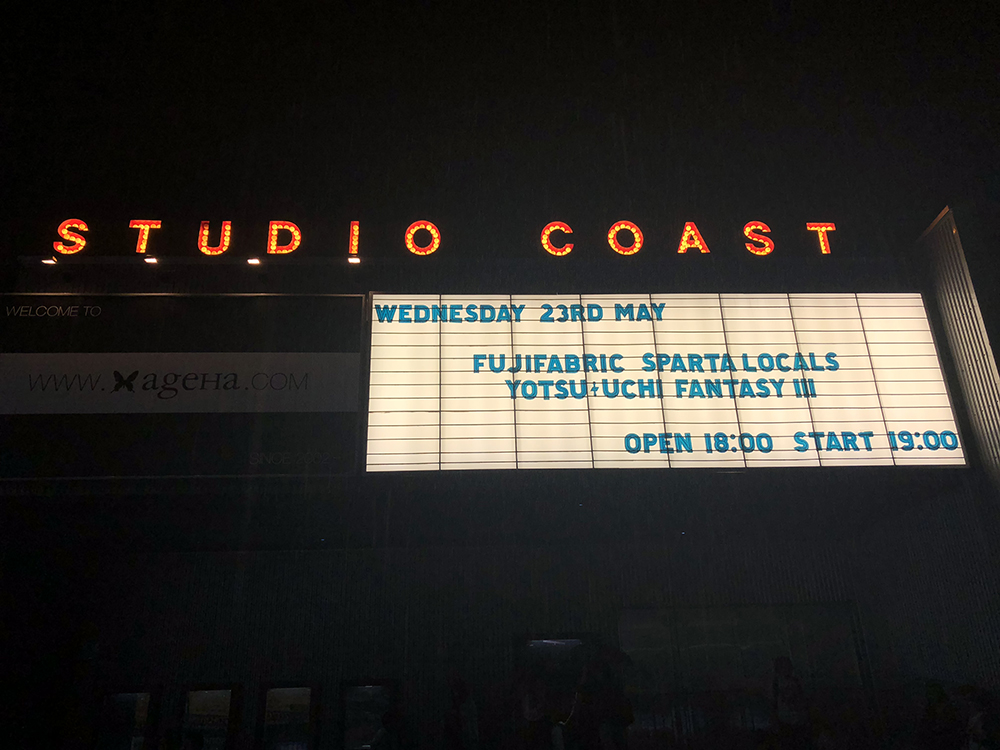 STUDIO COAST
WELCOME TO
WWW.ageHa.COM
WEDNESDAY 23RD MAY
FUJIFABRIC SPARTA LOCALS
YOTSU⚡UCHI FANTASY III
OPEN 18:00 START 19:00